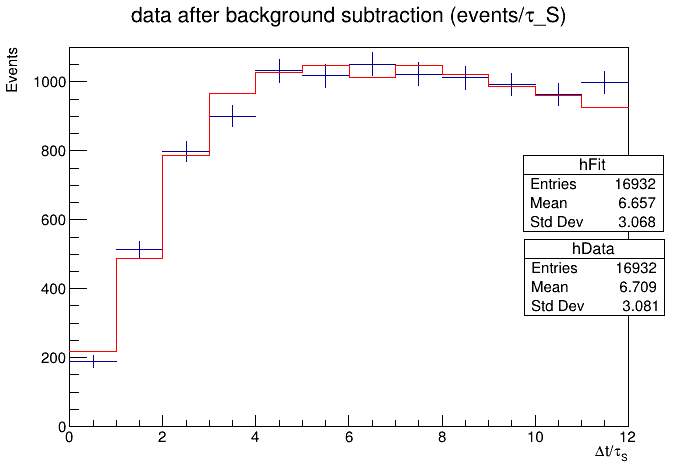 data after background subtraction (events/τ_S)
Events
1000
800
600
400
200
0
0 2 4 6 8 10 12
Δt/τS
hFit
Entries 16932
Mean 6.657
Std Dev 3.068
hData
Entries 16932
Mean 6.709
Std Dev 3.081